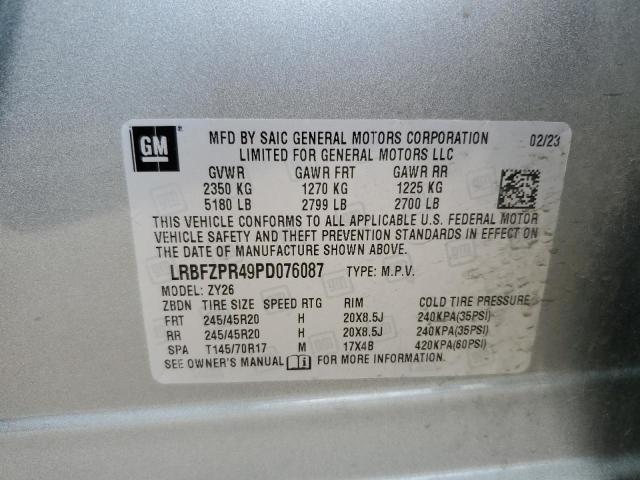 GM
MFD BY SAIC GENERAL MOTORS CORPORATION 02/23
LIMITED FOR GENERAL MOTORS LLC
GVWR GAWR FRT GAWR RR
2350 KG 1270 KG 1225 KG
5180 LB 2799 LB 2700 LB
THIS VEHICLE CONFORMS TO ALL APPLICABLE U.S. FEDERAL MOTOR
VEHICLE SAFETY AND THEFT PREVENTION STANDARDS IN EFFECT ON
THE DATE OF MANUFACTURE SHOWN ABOVE.
LRBFZPR49PD076087 TYPE: M.P.V.
MODEL: ZY26
ZBDN TIRE SIZE SPEED RTG RIM COLD TIRE PRESSURE
FRT 245/45R20 H 20X8.5J 240KPA(35PSI)
RR 245/45R20 H 20X8.5J 240KPA(35PSI)
SPA T145/70R17 M 17X4B 420KPA(60PSI)
SEE OWNER'S MANUAL FOR MORE INFORMATION.